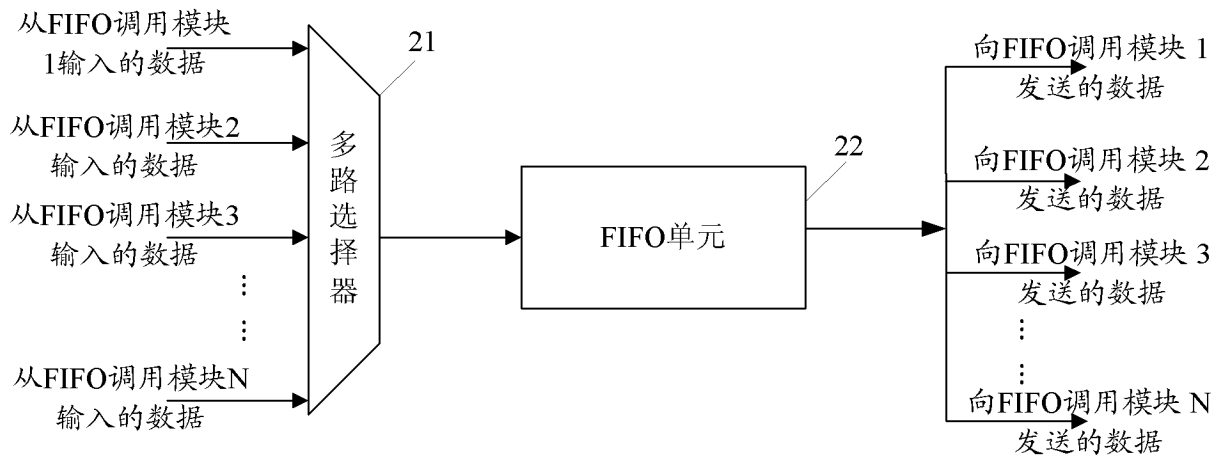 从FIFO调用模块
1输入的数据
从FIFO调用模块2
输入的数据
从FIFO调用模块3
输入的数据
⋮
⋮
从FIFO调用模块N
输入的数据
21
多
路
选
择
器
FIFO单元
22
向FIFO调用模块 1
发送的数据
向FIFO调用模块 2
发送的数据
向FIFO调用模块 3
发送的数据
⋮
⋮
向FIFO调用模块 N
发送的数据